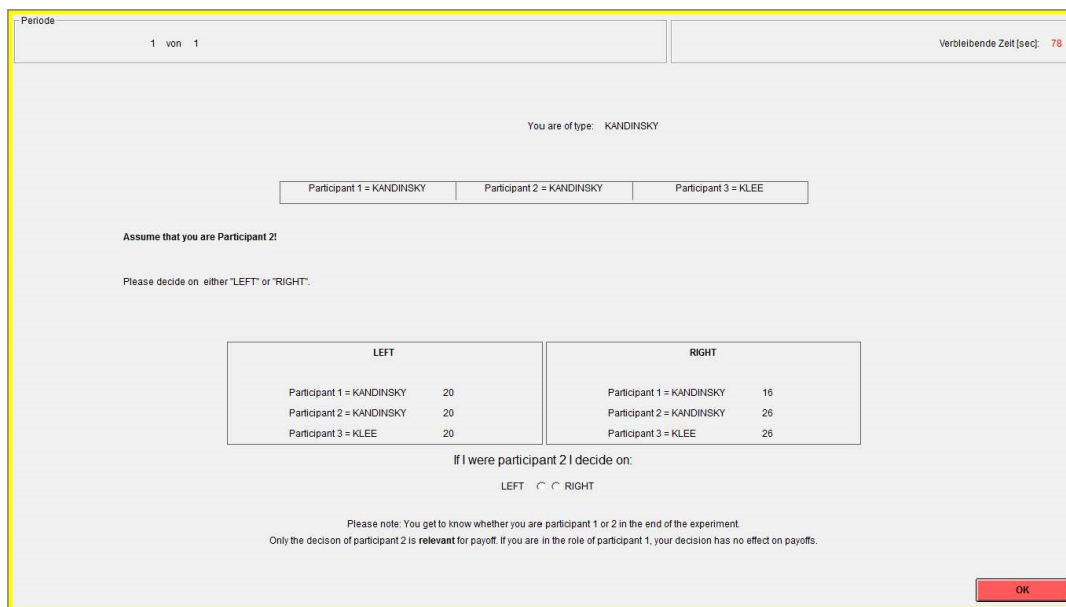 Periode
1 von 1
Verbleibende Zeit [sec]: 78
You are of type: KANDINSKY
Participant 1 = KANDINSKY Participant 2 = KANDINSKY Participant 3 = KLEE
Assume that you are Participant 2!
Please decide on either "LEFT" or "RIGHT".
LEFT RIGHT
Participant 1 = KANDINSKY 20 Participant 1 = KANDINSKY 16
Participant 2 = KANDINSKY 20 Participant 2 = KANDINSKY 26
Participant 3 = KLEE 20 Participant 3 = KLEE 26
If I were participant 2 I decide on:
LEFT RIGHT
Please note: You get to know whether you are participant 1 or 2 in the end of the experiment.
Only the decison of participant 2 is relevant for payoff. If you are in the role of participant 1, your decision has no effect on payoffs.
OK